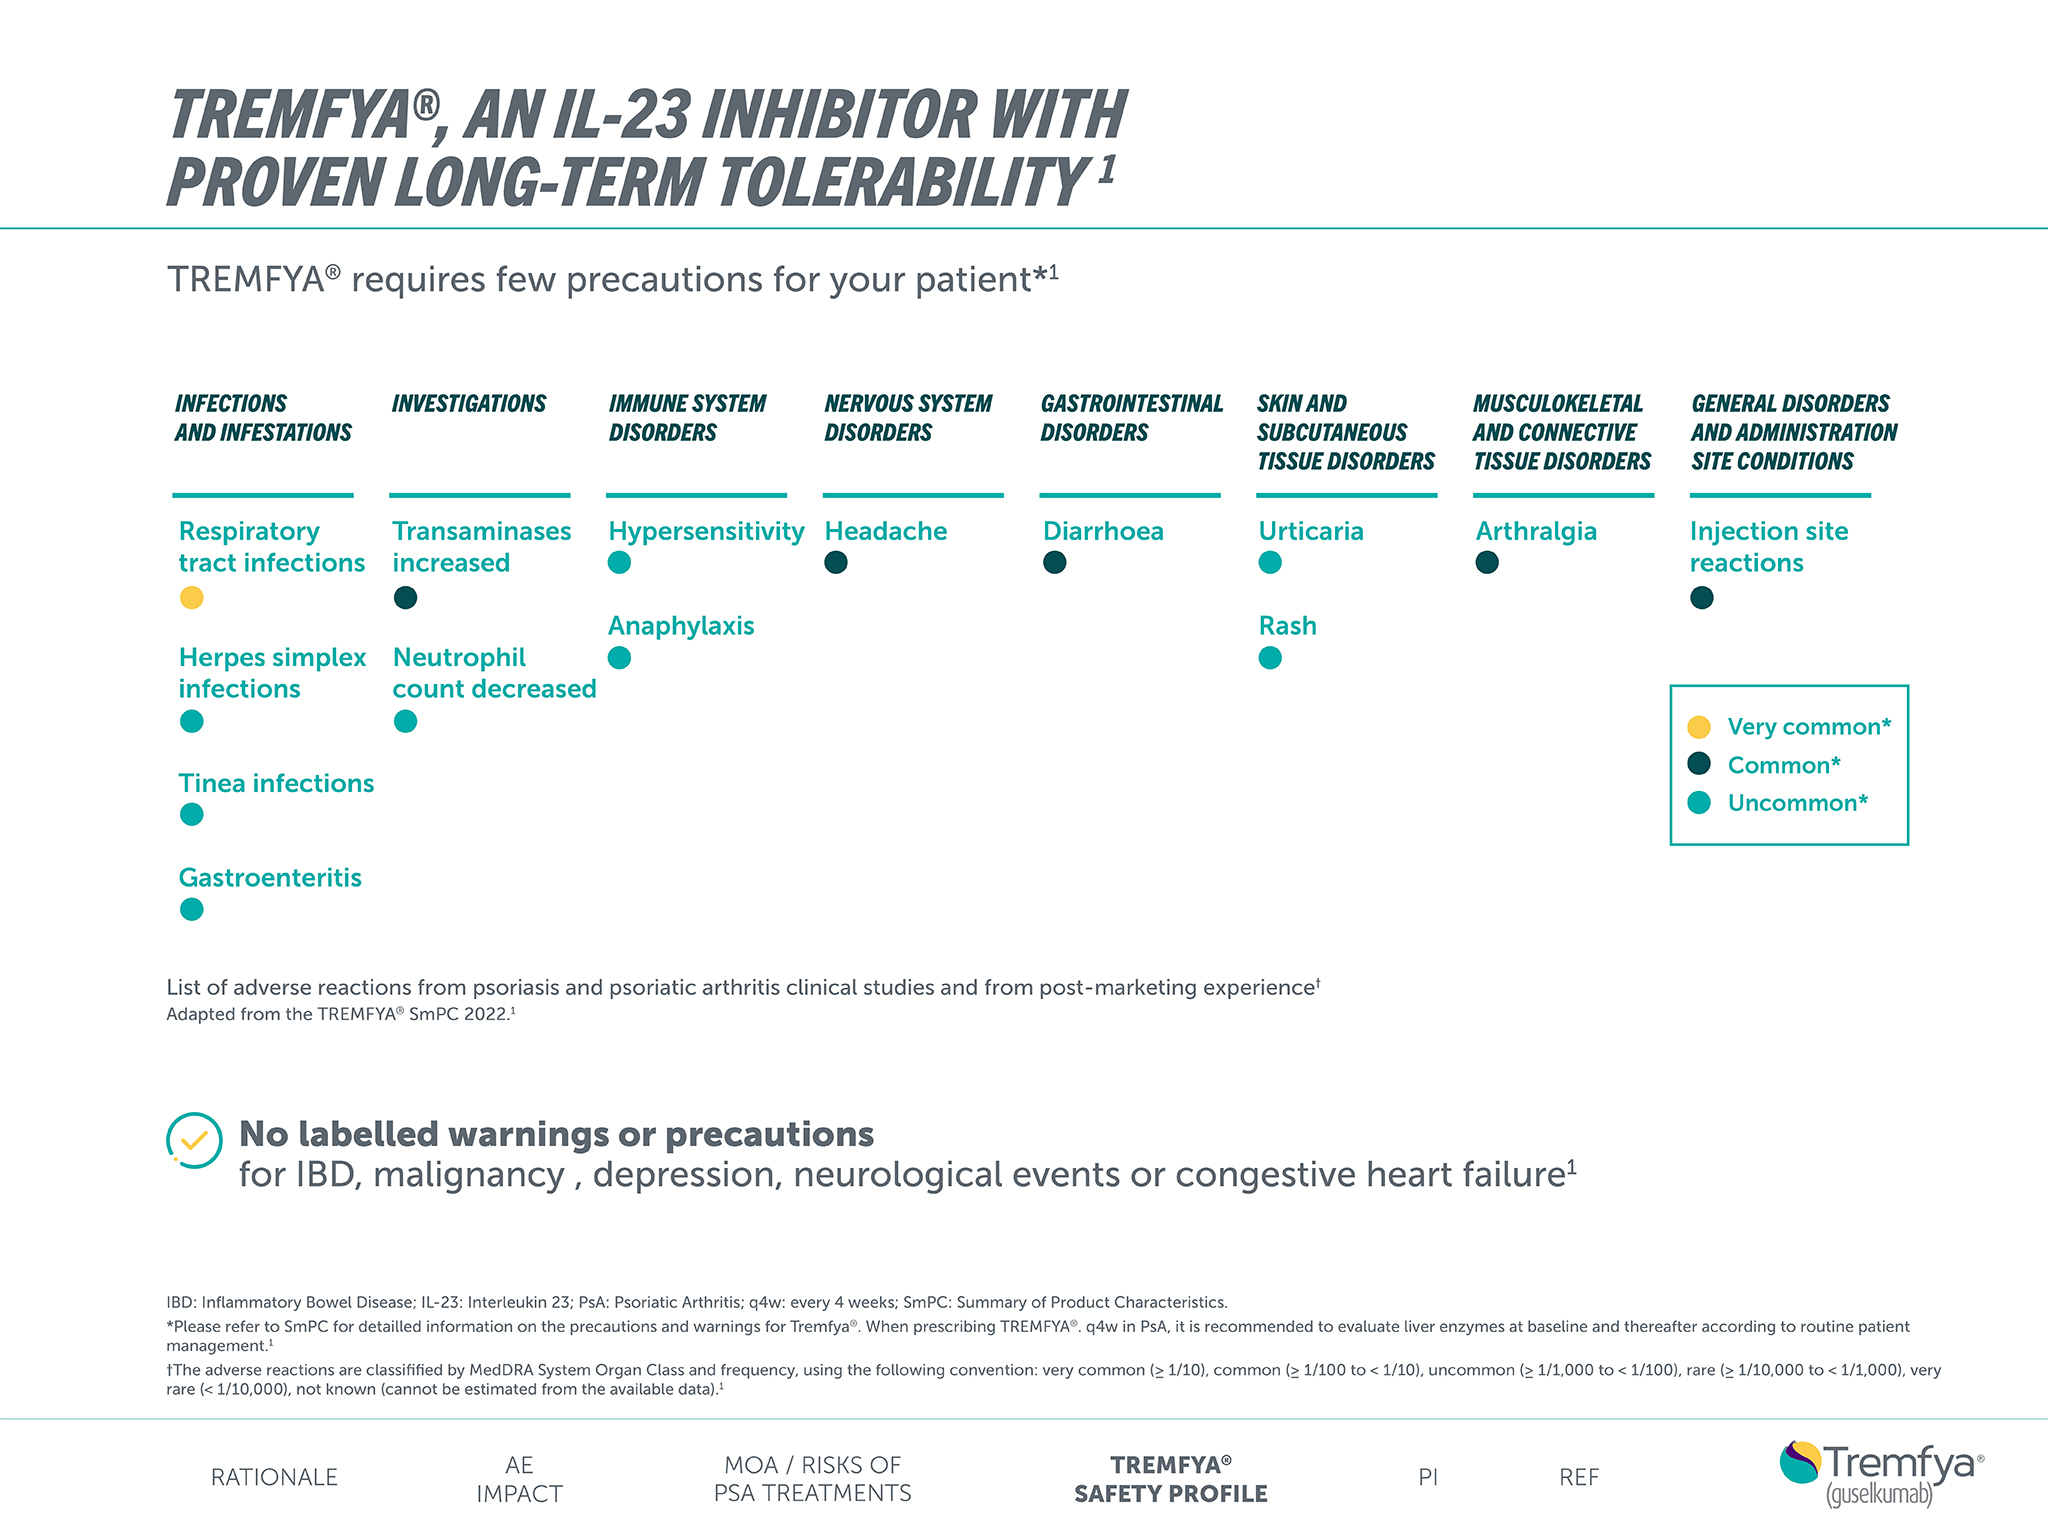 TREMFYA®, AN IL-23 INHIBITOR WITH
PROVEN LONG-TERM TOLERABILITY 1
TREMFYA® requires few precautions for your patient*1
INFECTIONS
AND INFESTATIONS
Respiratory
tract infections
Herpes simplex
infections
Tinea infections
Gastroenteritis
INVESTIGATIONS
Transaminases
increased
Neutrophil
count decreased
IMMUNE SYSTEM
DISORDERS
Hypersensitivity
Anaphylaxis
NERVOUS SYSTEM
DISORDERS
Headache
GASTROINTESTINAL
DISORDERS
Diarrhoea
SKIN AND
SUBCUTANEOUS
TISSUE DISORDERS
Urticaria
Rash
MUSCULOKELETAL
AND CONNECTIVE
TISSUE DISORDERS
Arthralgia
GENERAL DISORDERS
AND ADMINISTRATION
SITE CONDITIONS
Injection site
reactions
Very common*
Common*
Uncommon*
List of adverse reactions from psoriasis and psoriatic arthritis clinical studies and from post-marketing experience†
Adapted from the TREMFYA® SmPC 2022.1
No labelled warnings or precautions
for IBD, malignancy , depression, neurological events or congestive heart failure1
IBD: Inflammatory Bowel Disease; IL-23: Interleukin 23; PsA: Psoriatic Arthritis; q4w: every 4 weeks; SmPC: Summary of Product Characteristics.
*Please refer to SmPC for detailled information on the precautions and warnings for Tremfya®. When prescribing TREMFYA®. q4w in PsA, it is recommended to evaluate liver enzymes at baseline and thereafter according to routine patient
management.1
†The adverse reactions are classifified by MedDRA System Organ Class and frequency, using the following convention: very common (≥ 1/10), common (≥ 1/100 to < 1/10), uncommon (≥ 1/1,000 to < 1/100), rare (≥ 1/10,000 to < 1/1,000), very
rare (< 1/10,000), not known (cannot be estimated from the available data).1
RATIONALE
AE
IMPACT
MOA / RISKS OF
PSA TREATMENTS
TREMFYA®
SAFETY PROFILE
PI
REF
Tremfya®
(guselkumab)